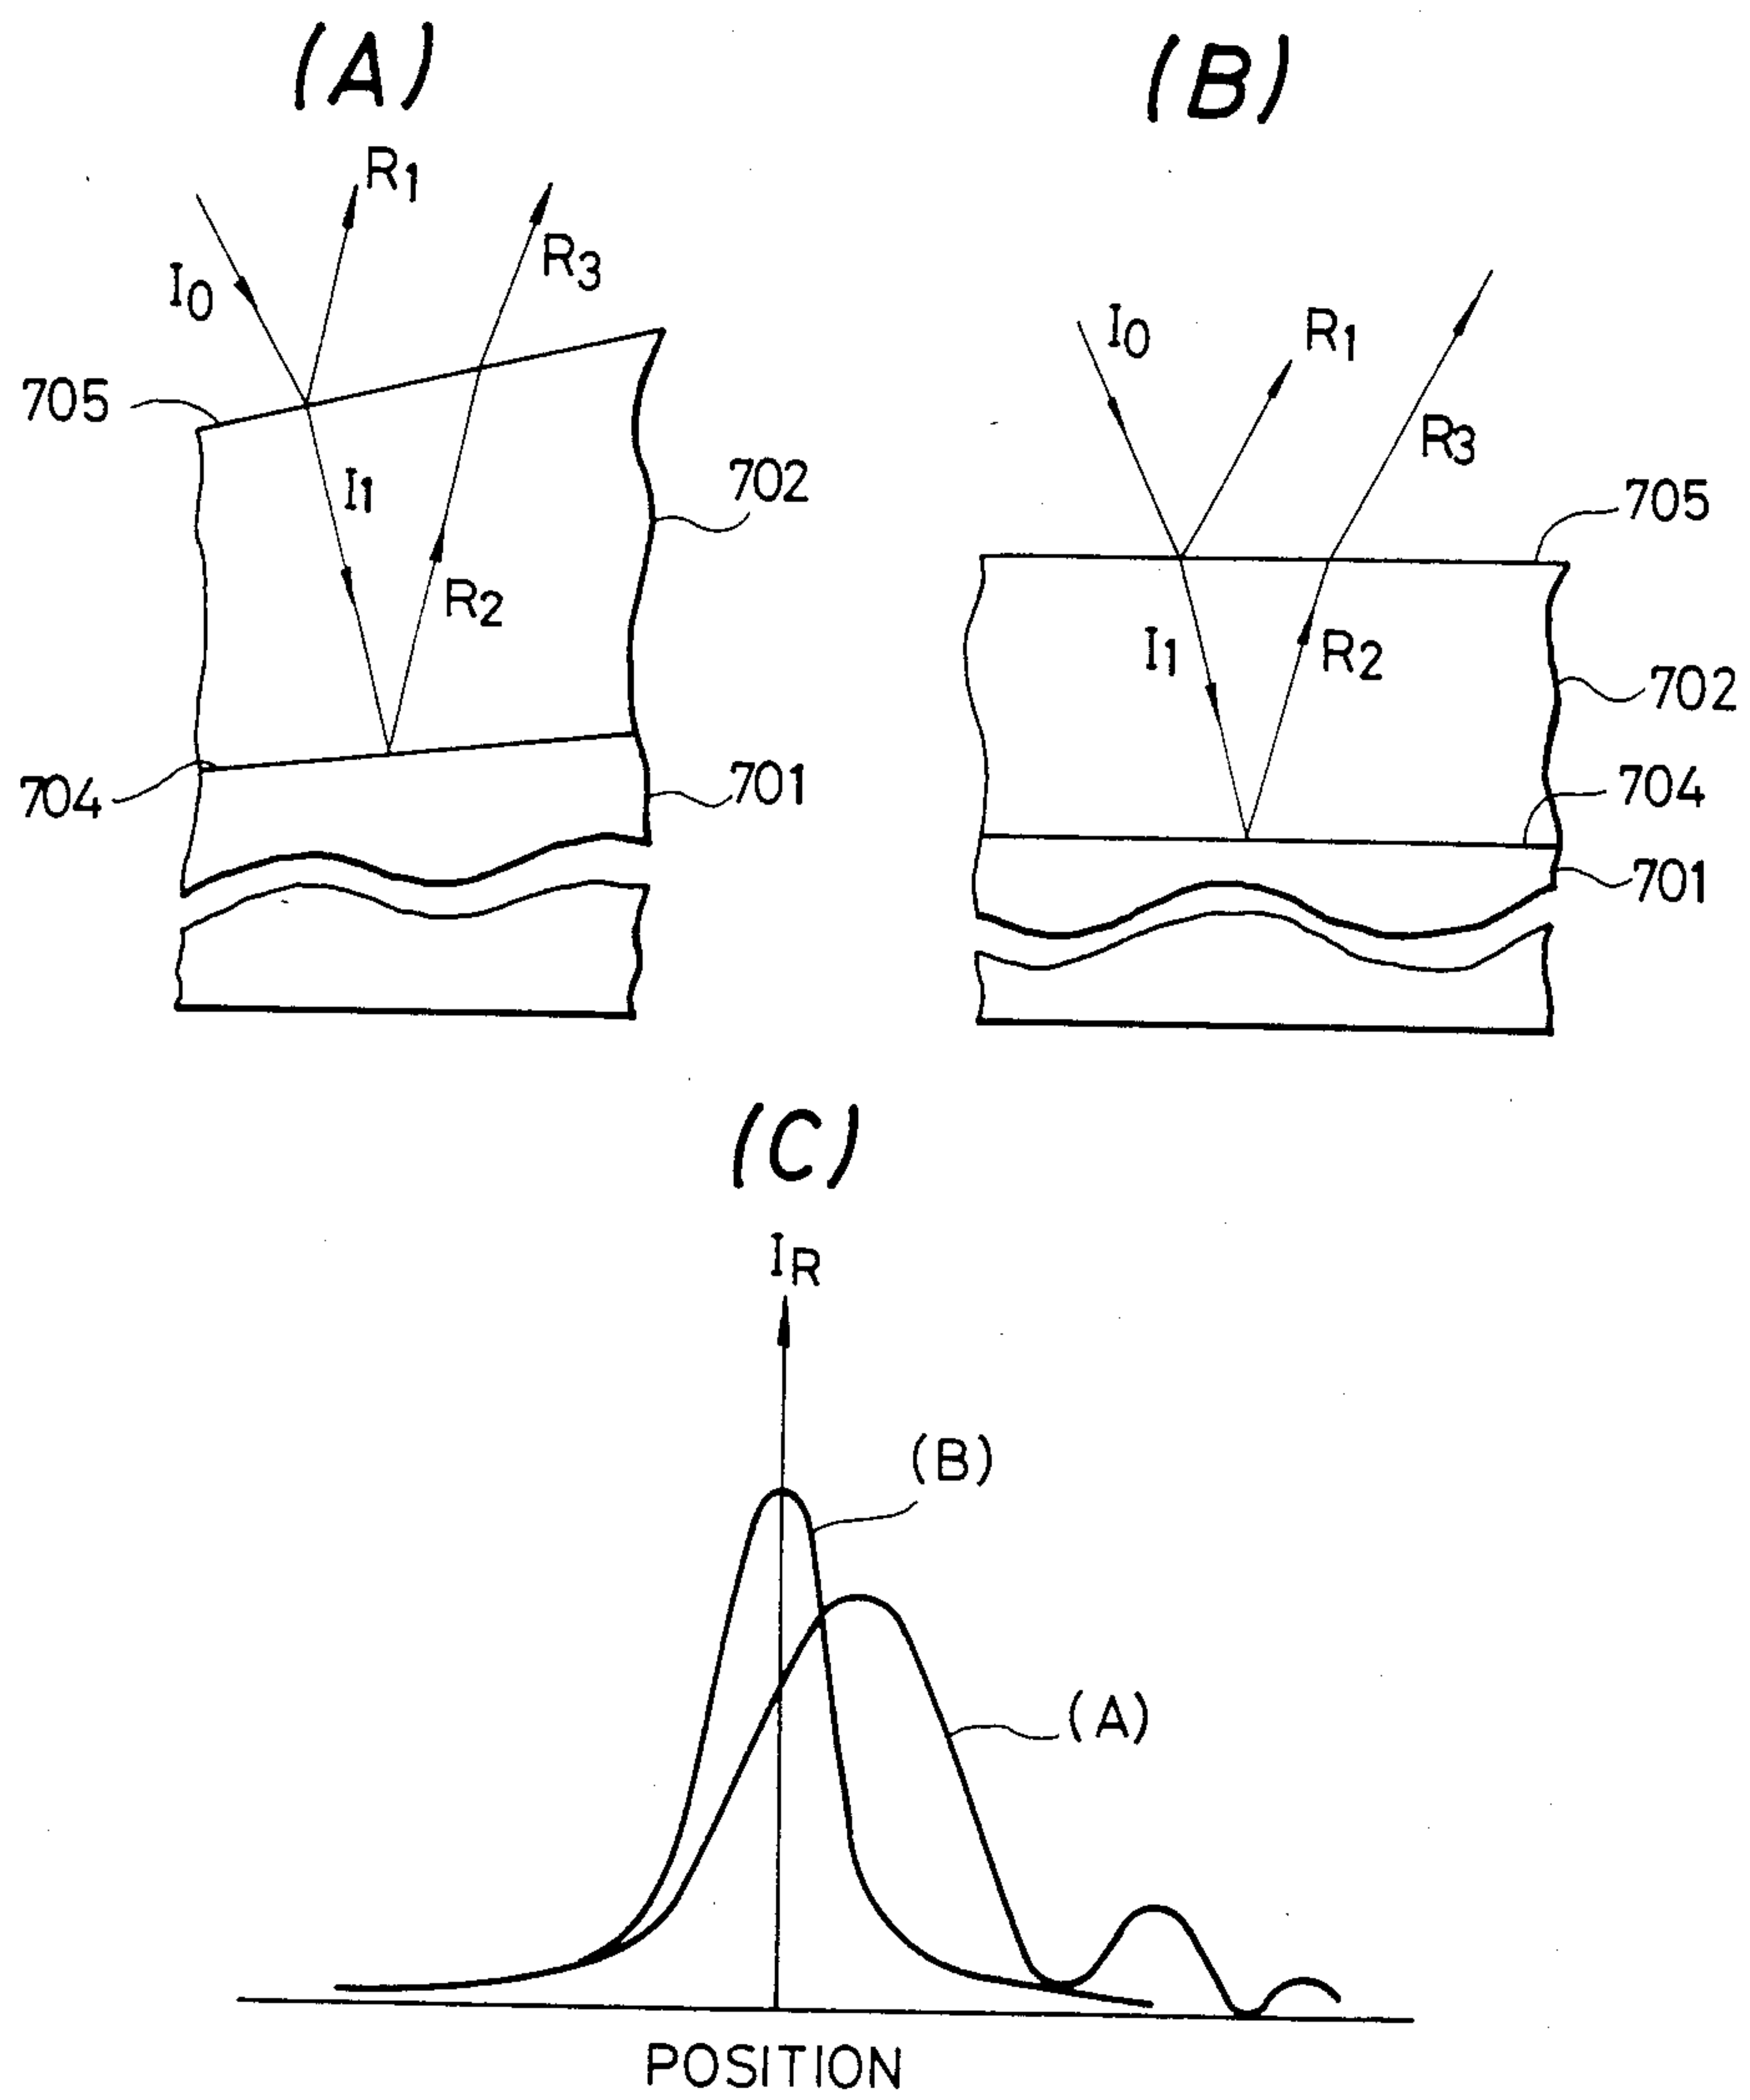 (A)
R1
I0
R3
705
I1
702
R2
704
701
(B)
I0
R1
R3
705
I1
R2
702
704
701
(C)
IR
(B)
(A)
POSITION